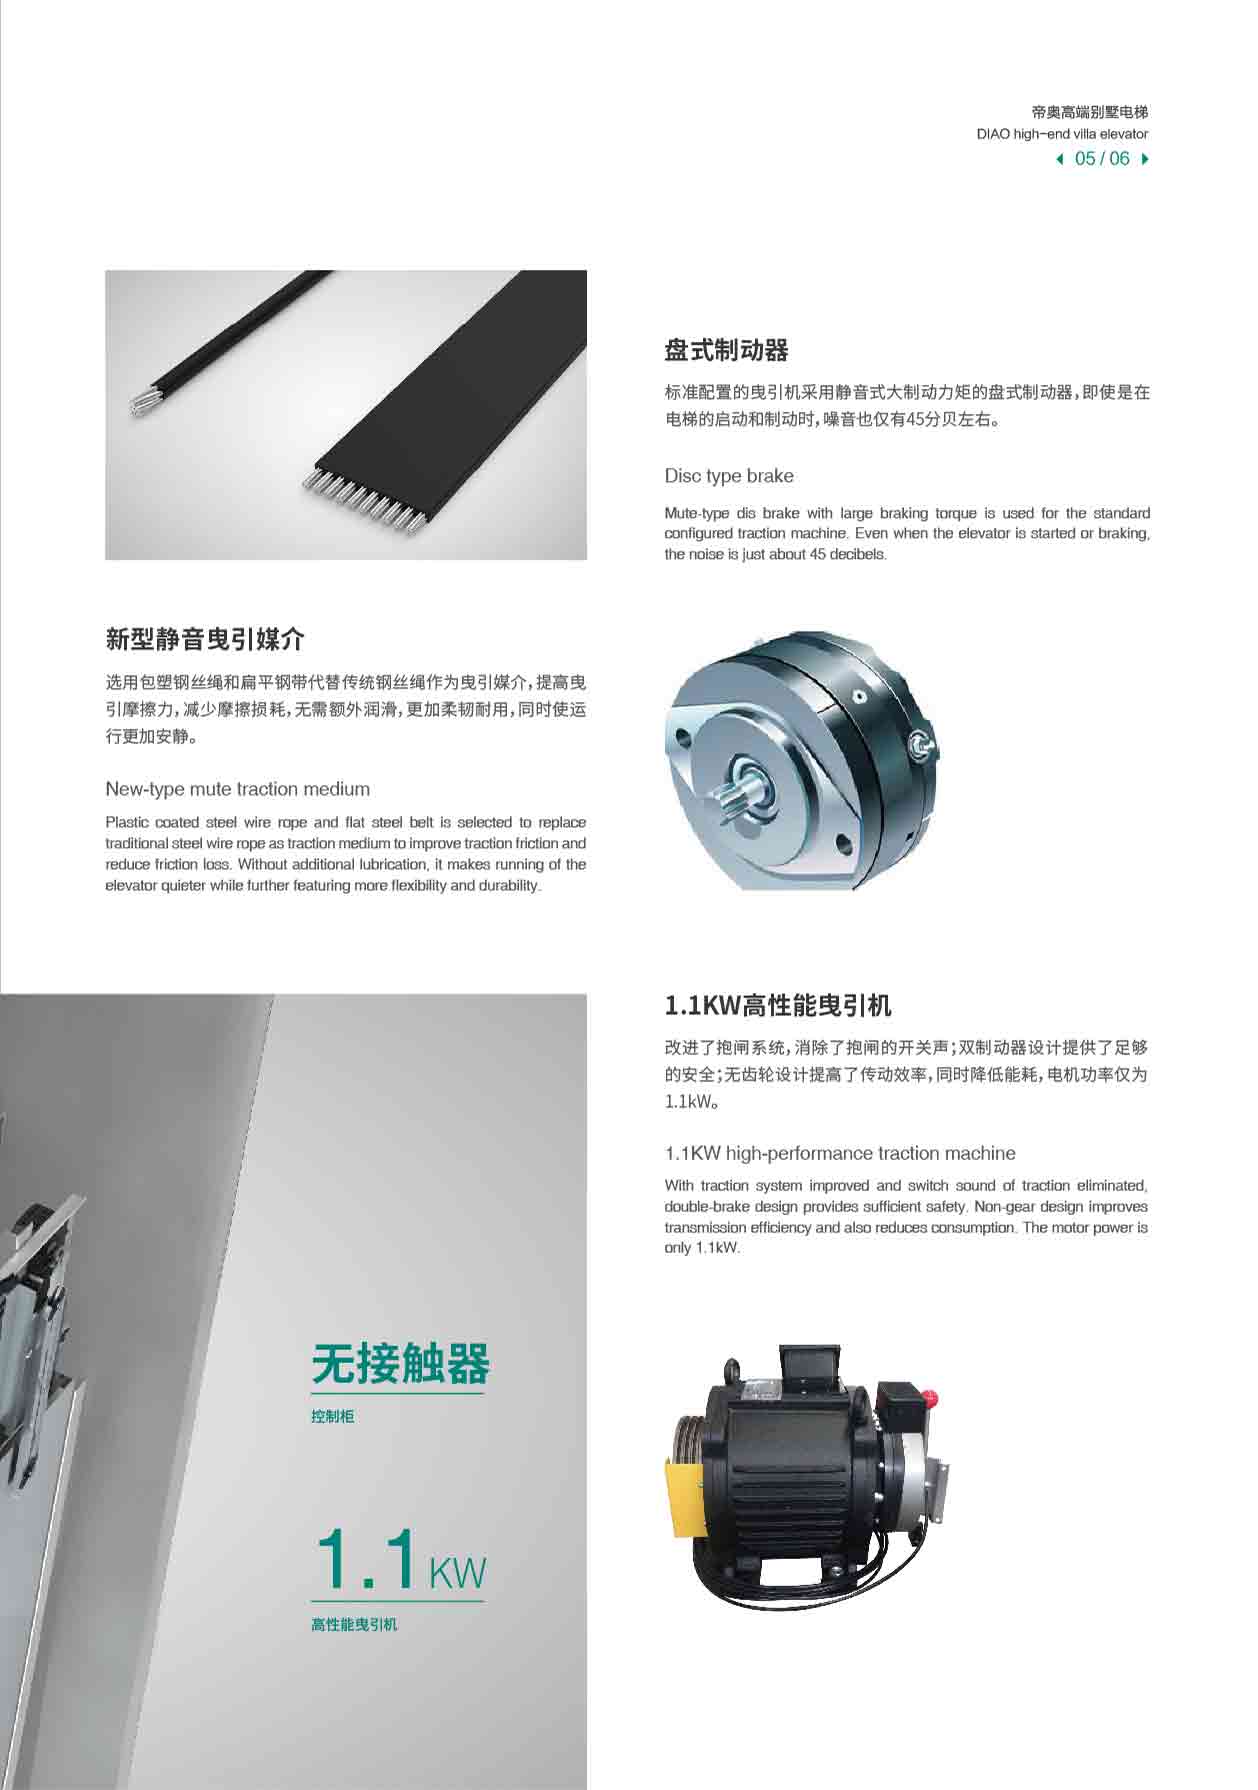 帝奥高端别墅电梯
DIAO high-end villa elevator
05 / 06
新型静音曳引媒介
选用包塑钢丝绳和扁平钢带代替传统钢丝绳作为曳引媒介，提高曳
引摩擦力，减少摩擦损耗，无需额外润滑，更加柔韧耐用，同时使运
行更加安静。
New-type mute traction medium
Plastic coated steel wire rope and flat steel belt is selected to replace
traditional steel wire rope as traction medium to improve traction friction and
reduce friction loss. Without additional lubrication, it makes running of the
elevator quieter while further featuring more flexibility and durability.
无接触器
控制柜
1.1 KW
高性能曳引机
盘式制动器
标准配置的曳引机采用静音式大制动力矩的盘式制动器，即使是在
电梯的启动和制动时，噪音也仅有45分贝左右。
Disc type brake
Mute-type dis brake with large braking torque is used for the standard
configured traction machine. Even when the elevator is started or braking,
the noise is just about 45 decibels.
1.1KW高性能曳引机
改进了抱闸系统，消除了抱闸的开关声；双制动器设计提供了足够
的安全；无齿轮设计提高了传动效率，同时降低能耗，电机功率仅为
1.1kW。
1.1KW high-performance traction machine
With traction system improved and switch sound of traction eliminated,
double-brake design provides sufficient safety. Non-gear design improves
transmission efficiency and also reduces consumption. The motor power is
only 1.1kW.